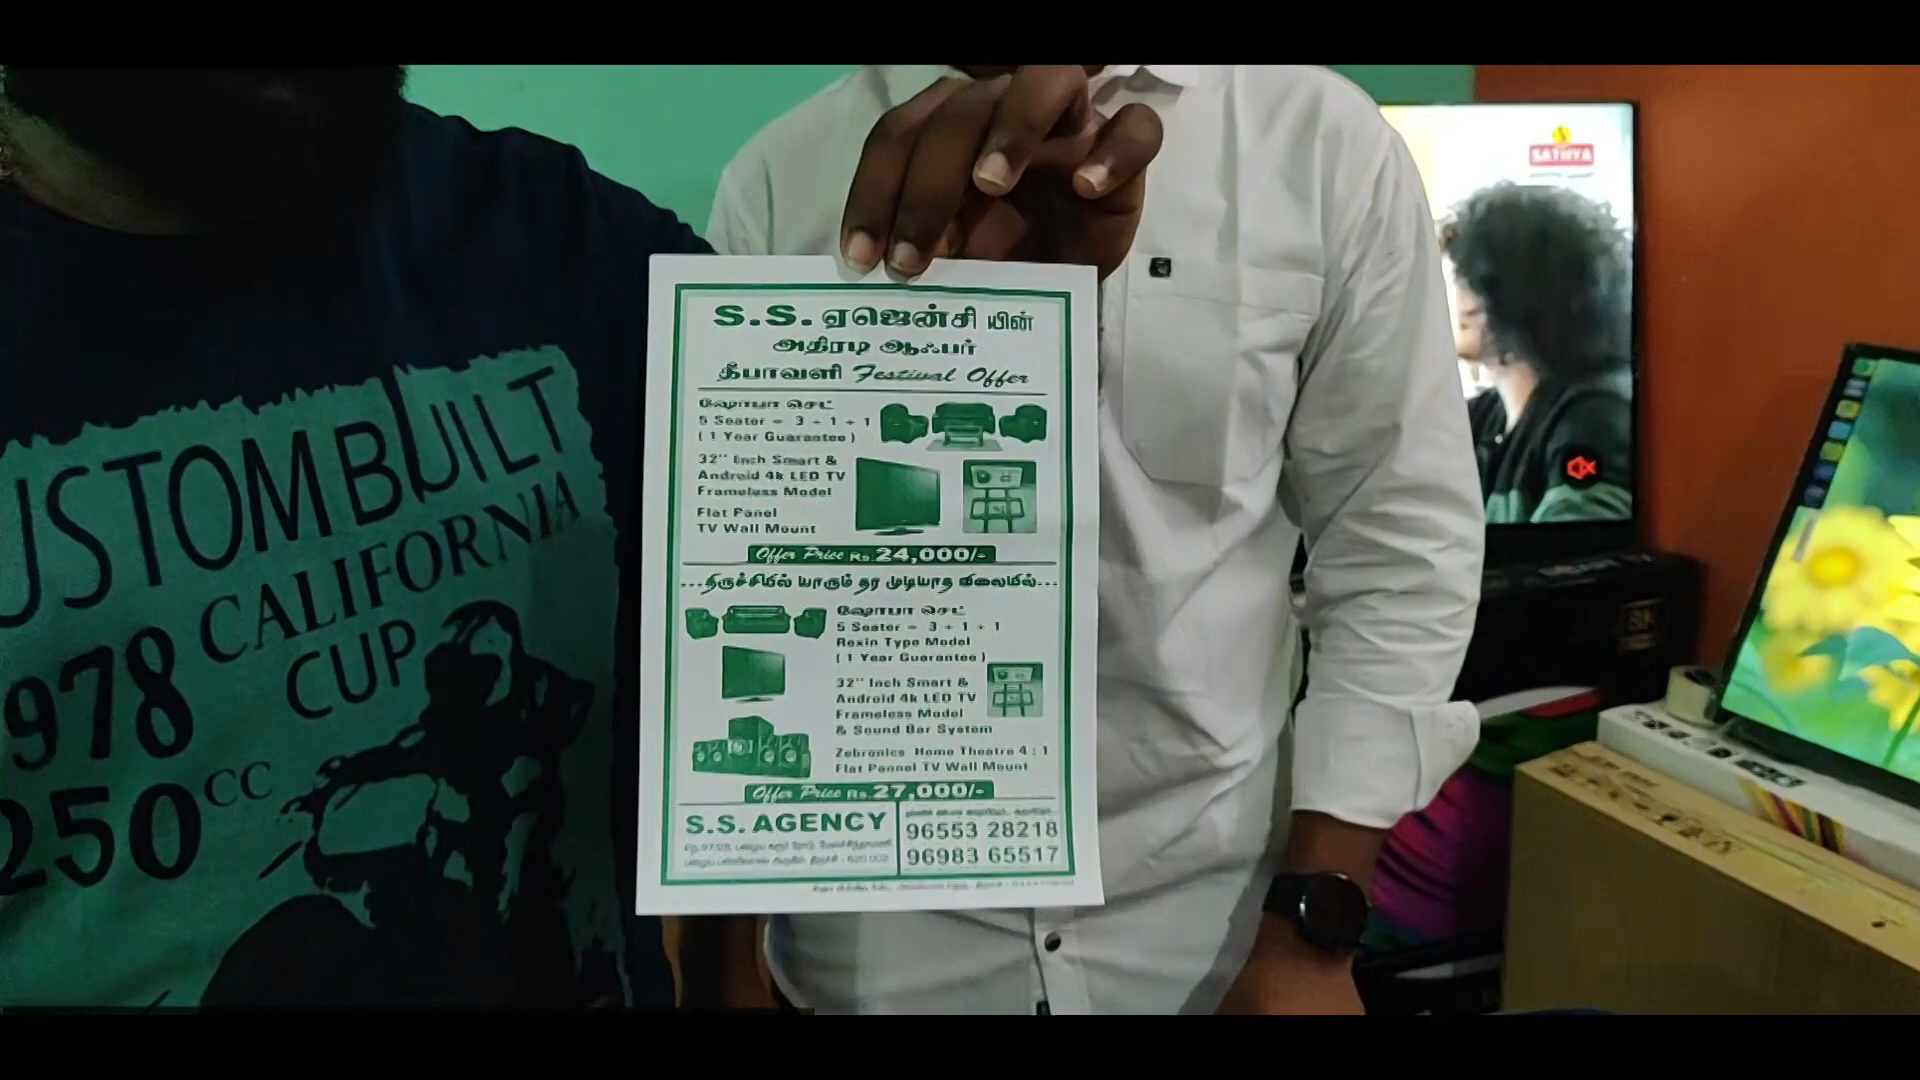 S.S. ஏஜென்சி யின்
அதிரடி ஆஃபர்
தீபாவளி Festival Offer
ஷோபா செட்
5 Seater = 3 + 1 + 1
( 1 Year Guarantee )
32" Inch Smart &
Android 4k LED TV
Frameless Model
Flat Panel
TV Wall Mount
Offer Price Rs. 24,000/-
...திருச்சியில் யாரும் தர முடியாத விலையில்...
ஷோபா செட்
5 Seater = 3 + 1 + 1
Rexin Type Model
( 1 Year Guarantee )
32" Inch Smart &
Android 4k LED TV
Frameless Model
& Sound Bar System
Zebronics Home Theatre 4 : 1
Flat Pannel TV Wall Mount
Offer Price Rs. 27,000/-
S.S. AGENCY
திருச்சி - 620 002
96553 28218
96983 65517
USTOM BUILT
CALIFORNIA
CUP
978
250CC
SATHYA